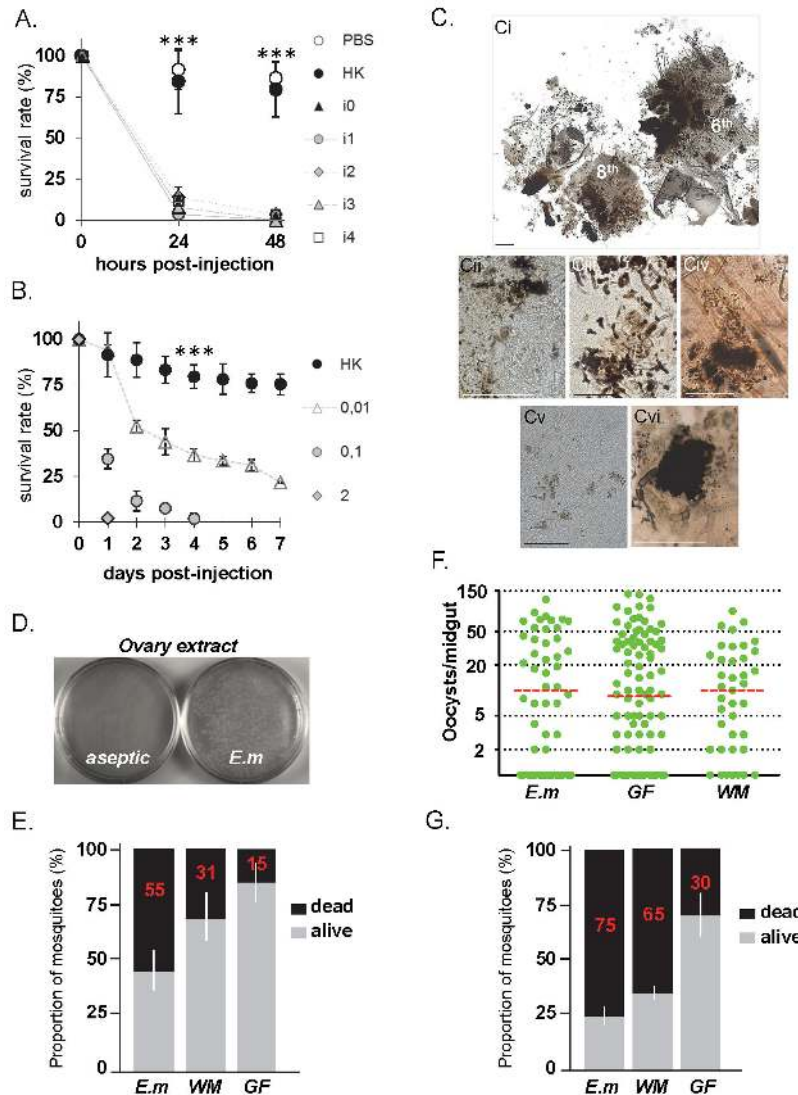 A.
survival rate (%)
100
75
50
25
0
*** ***
0 24 48
hours post-injection
PBS
HK
i0
i1
i2
i3
i4
B.
survival rate (%)
100
75
50
25
0
***
0 1 2 3 4 5 6 7
days post-injection
HK
0,01
0,1
2
C.
Ci
6th
8th
Cii
Civ
Cv
Cvi
D.
Ovary extract
aseptic E.m
E.
Proportion of mosquitoes (%)
100
75
50
25
0
55 31 15
E.m WM GF
dead
alive
F.
Oocysts/midgut
150
50
20
5
2
E.m GF WM
G.
Proportion of mosquitoes (%)
100
75
50
25
0
75 65 30
E.m WM GF
dead
alive